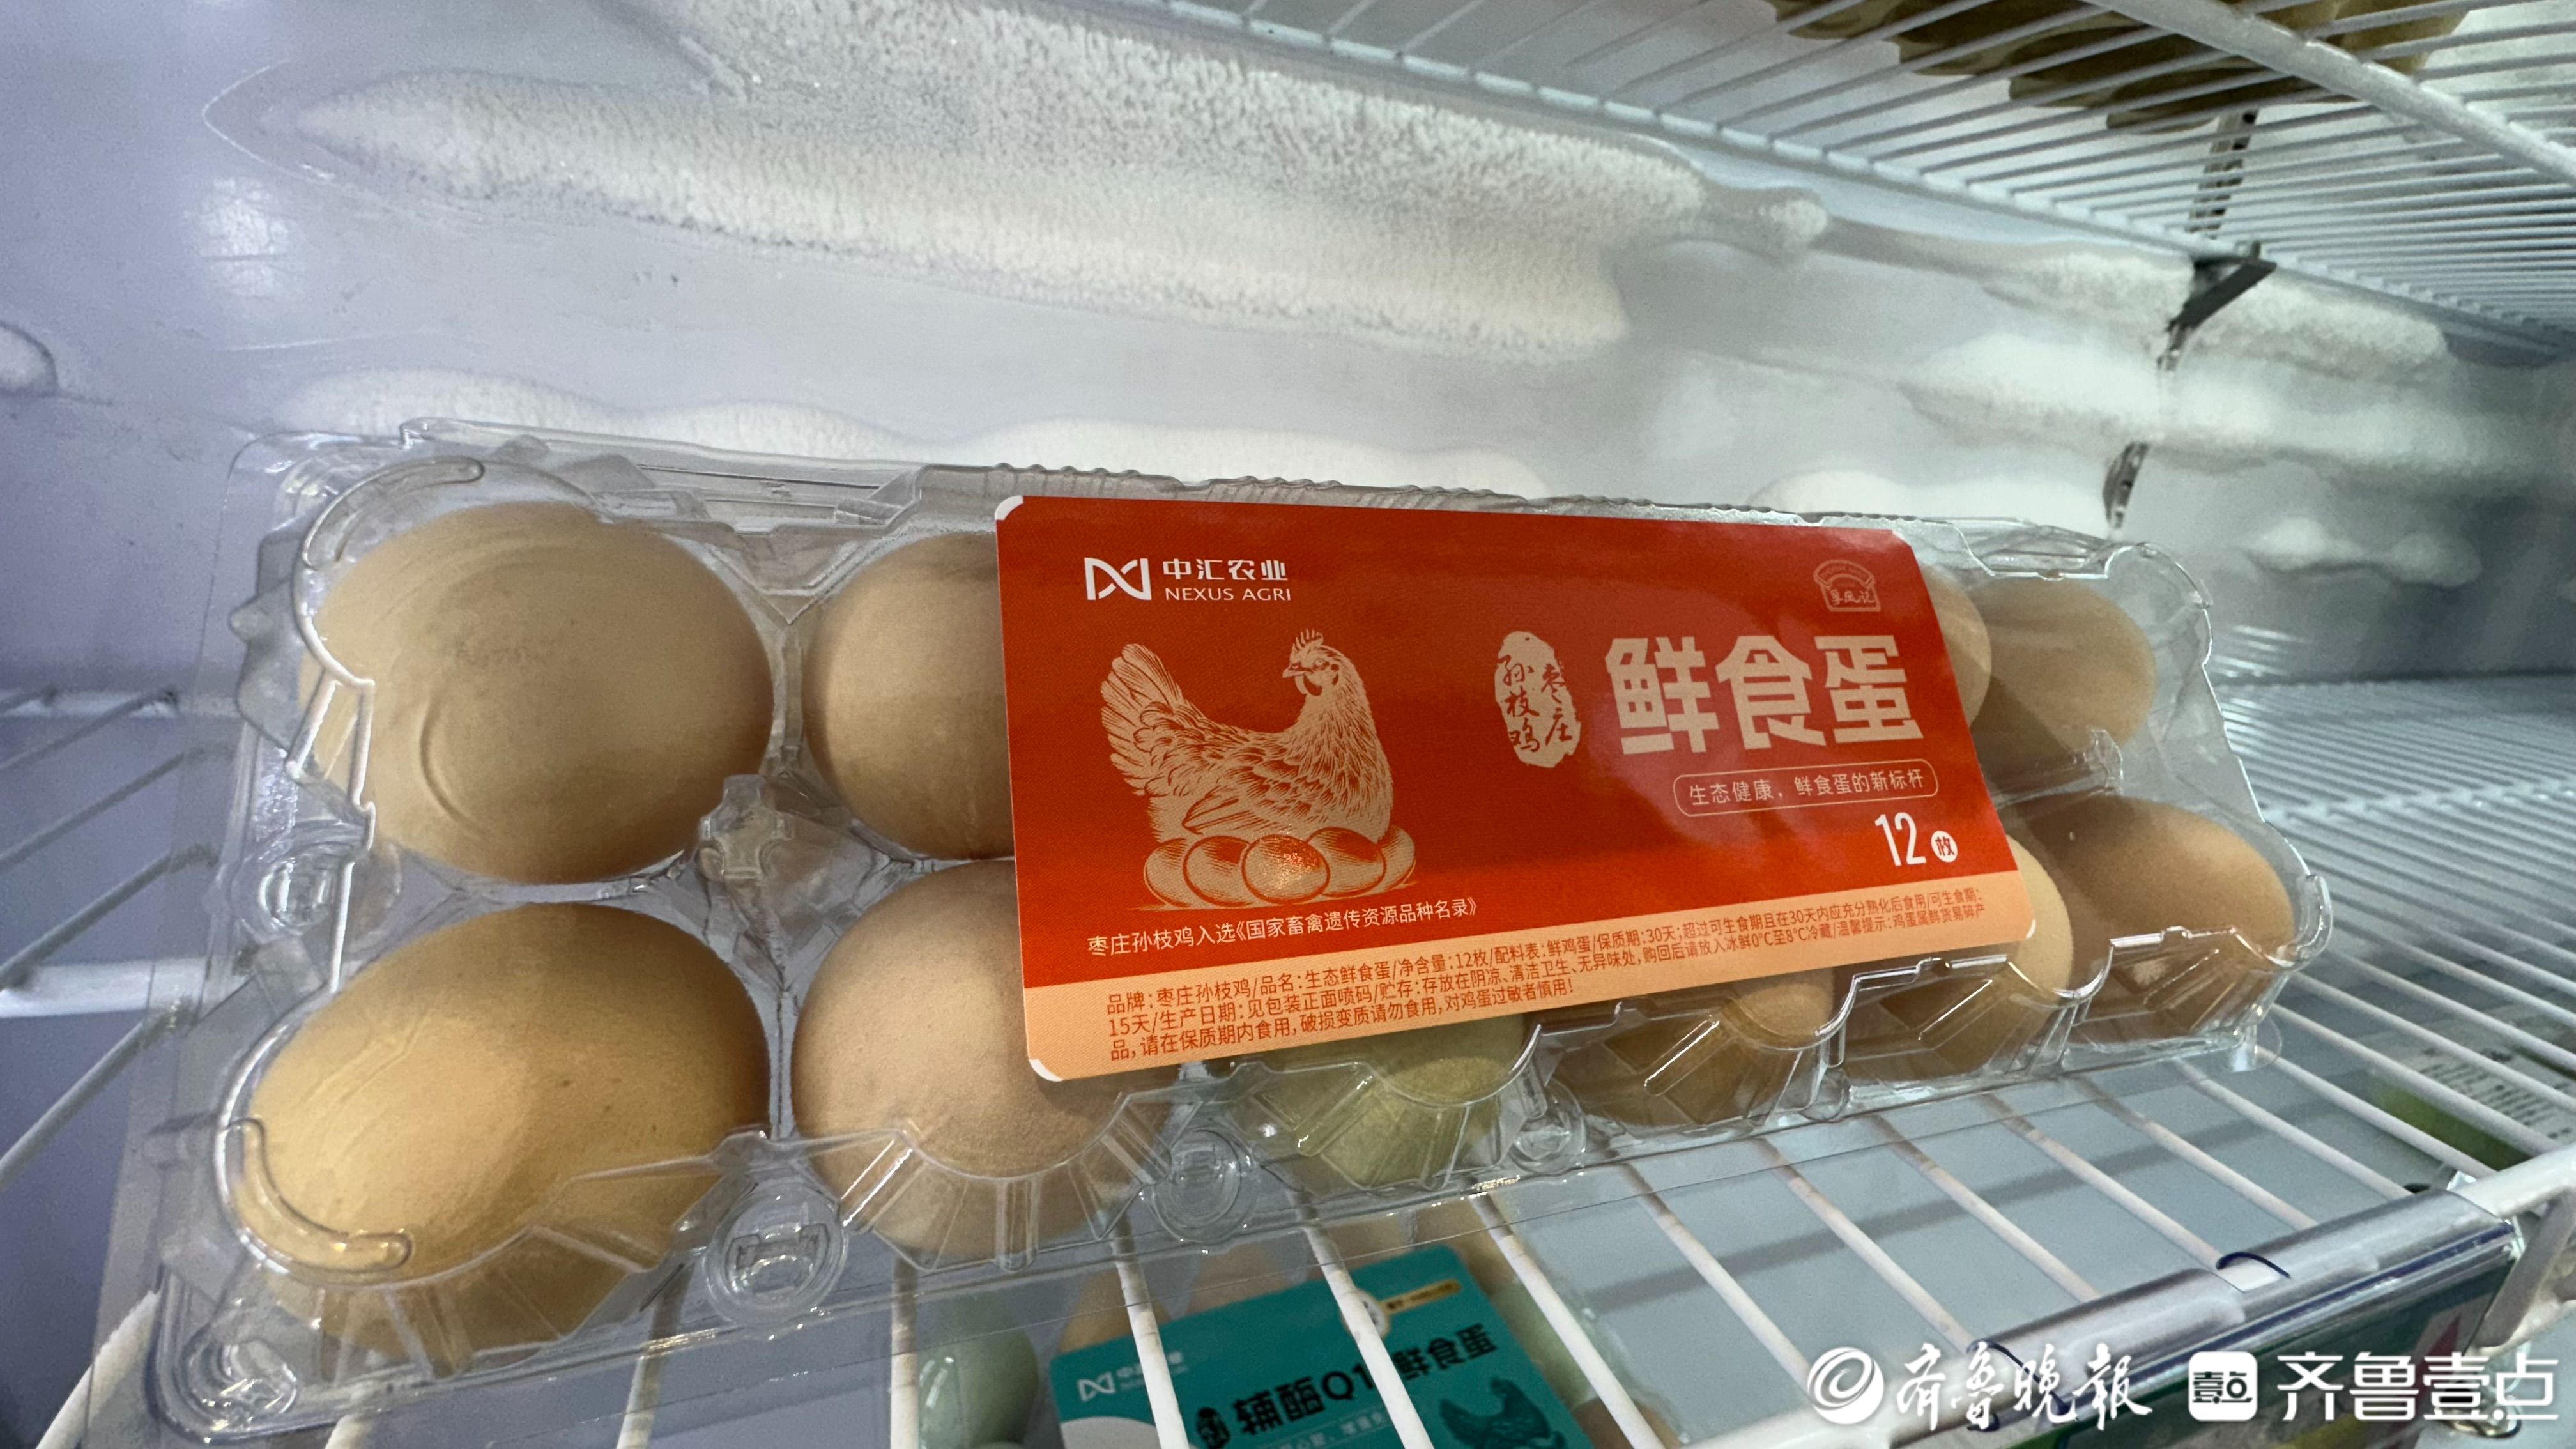 中汇农业
NEXUS AGRI
枣庄
孙枝鸡
鲜食蛋
生态健康，鲜食蛋的新标杆
12枚
枣庄孙枝鸡入选《国家畜禽遗传资源品种名录》
品牌：枣庄孙枝鸡/品名：生态鲜食蛋/净含量：12枚/配料表：鲜鸡蛋/保质期：30天；超过可生食期且在30天内应充分熟化后食用/可生食期：
15天/生产日期：见包装正面喷码/贮存：存放在阴凉、清洁卫生、无异味处，购回后请放入冰鲜0℃至8℃冷藏/温馨提示：鸡蛋属鲜货易碎产
品，请在保质期内食用，破损变质请勿食用，对鸡蛋过敏者慎用！
辅酶Q1 鲜食蛋
齐鲁晚报
壹点 齐鲁壹点